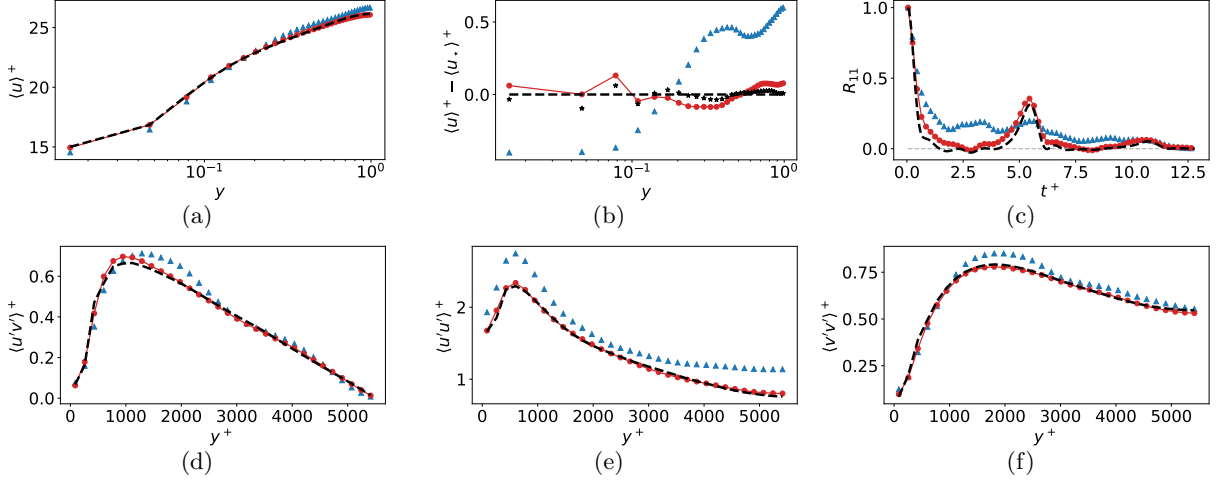 25
20
15
⟨u⟩⁺
10⁻¹
10⁰
y
(a)
0.5
0.0
⟨u⟩⁺ − ⟨u⋆⟩⁺
10⁻¹
10⁰
y
(b)
1.0
0.5
0.0
R₁₁
0.0 2.5 5.0 7.5 10.0 12.5
t⁺
(c)
0.6
0.4
0.2
0.0
⟨u′v′⟩⁺
0 1000 2000 3000 4000 5000
y⁺
(d)
2
1
⟨u′u′⟩⁺
0 1000 2000 3000 4000 5000
y⁺
(e)
0.75
0.50
0.25
⟨v′v′⟩⁺
0 1000 2000 3000 4000 5000
y⁺
(f)